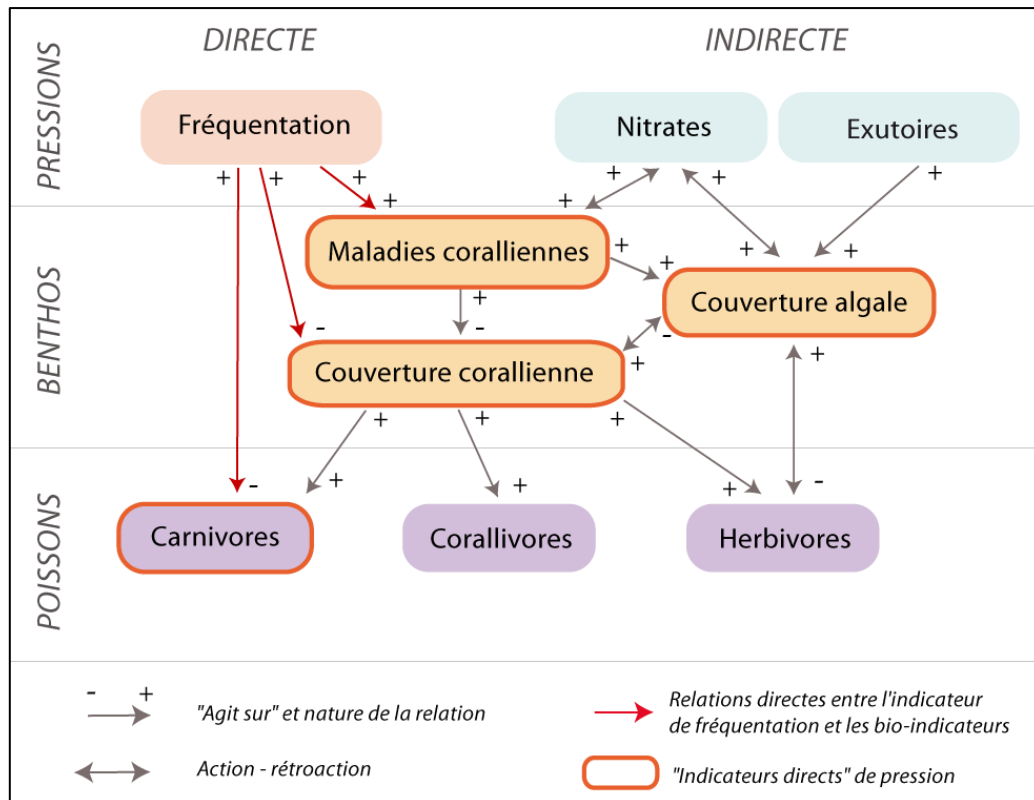 DIRECTE
INDIRECTE
PRESSIONS
Fréquentation
Nitrates
Exutoires
+ + +
+ +
+
+
+
+
+
BENTHOS
Maladies coralliennes
+
+
Couverture algale
+
-
-
-
+
+
Couverture corallienne
+ + +
POISSONS
-
+
+
+
-
Carnivores
Corallivores
Herbivores
- +
"Agit sur" et nature de la relation
Action - rétroaction
Relations directes entre l'indicateur
de fréquentation et les bio-indicateurs
"Indicateurs directs" de pression